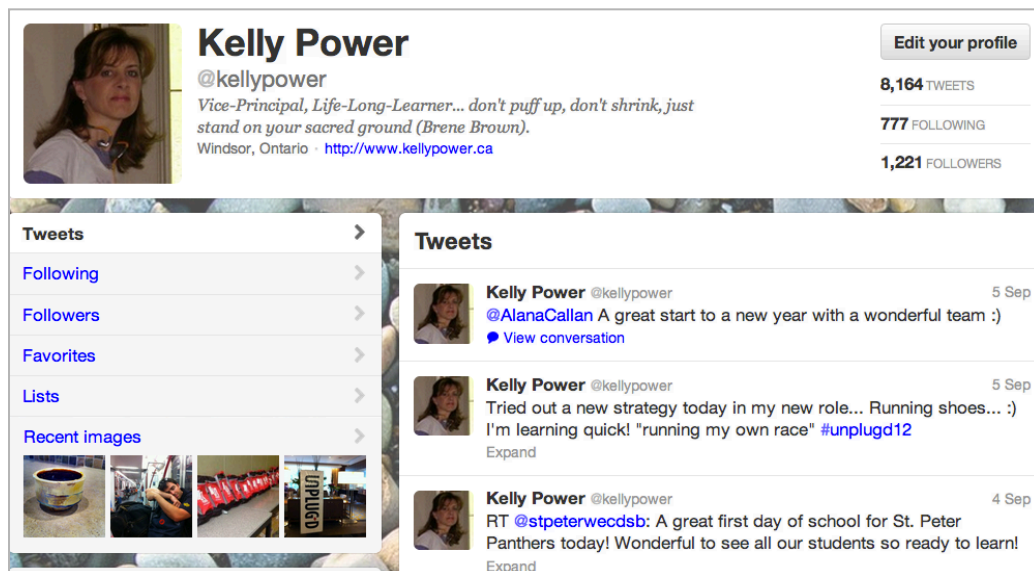 Kelly Power
@kellypower
Vice-Principal, Life-Long-Learner... don't puff up, don't shrink, just
stand on your sacred ground (Brene Brown).
Windsor, Ontario · http://www.kellypower.ca
Edit your profile
8,164 TWEETS
777 FOLLOWING
1,221 FOLLOWERS
Tweets
Following
Followers
Favorites
Lists
Recent images
UNPLUGD
Tweets
Kelly Power @kellypower 5 Sep
@AlanaCallan A great start to a new year with a wonderful team :)
View conversation
Kelly Power @kellypower 5 Sep
Tried out a new strategy today in my new role... Running shoes... :)
I'm learning quick! "running my own race" #unplugd12
Expand
Kelly Power @kellypower 4 Sep
RT @stpeterwecdsb: A great first day of school for St. Peter
Panthers today! Wonderful to see all our students so ready to learn!
Expand